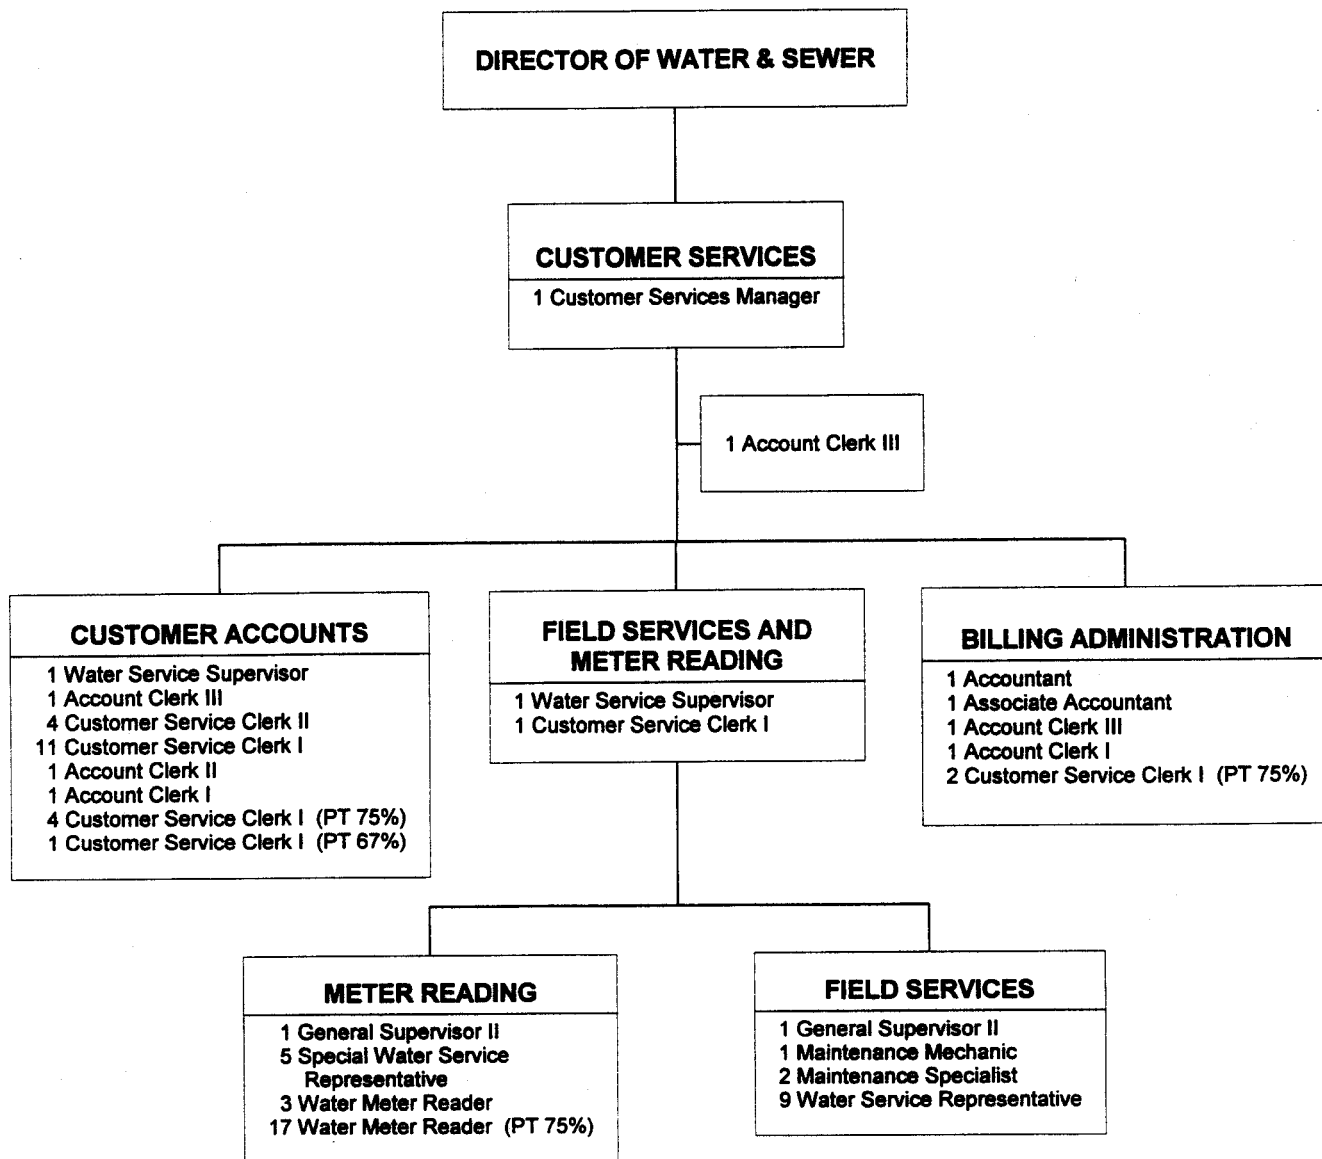 DIRECTOR OF WATER & SEWER
CUSTOMER SERVICES
1 Customer Services Manager
1 Account Clerk III
CUSTOMER ACCOUNTS
1 Water Service Supervisor
1 Account Clerk III
4 Customer Service Clerk II
11 Customer Service Clerk I
1 Account Clerk II
1 Account Clerk I
4 Customer Service Clerk I (PT 75%)
1 Customer Service Clerk I (PT 67%)
FIELD SERVICES AND
METER READING
1 Water Service Supervisor
1 Customer Service Clerk I
BILLING ADMINISTRATION
1 Accountant
1 Associate Accountant
1 Account Clerk III
1 Account Clerk I
2 Customer Service Clerk I (PT 75%)
METER READING
1 General Supervisor II
5 Special Water Service
Representative
3 Water Meter Reader
17 Water Meter Reader (PT 75%)
FIELD SERVICES
1 General Supervisor II
1 Maintenance Mechanic
2 Maintenance Specialist
9 Water Service Representative